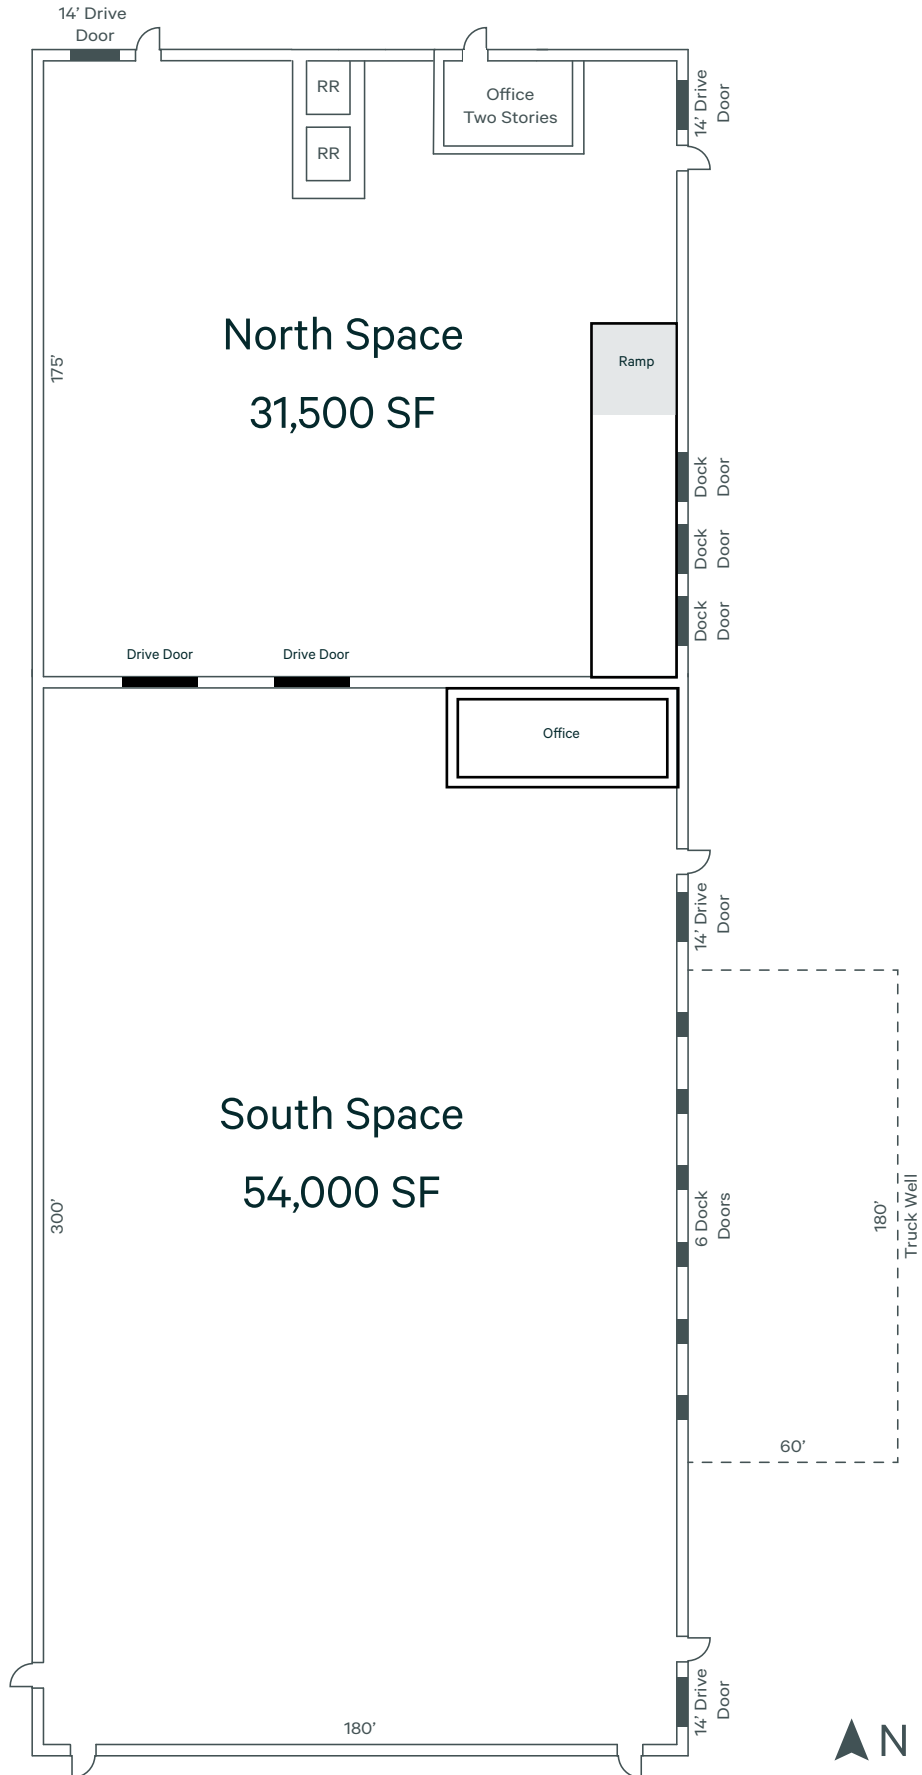 14’ Drive
Door
RR
RR
Office
Two Stories
14’ Drive
Door
North Space
31,500 SF
175’
Ramp
Dock
Door
Dock
Door
Dock
Door
Drive Door
Drive Door
Office
14’ Drive
Door
South Space
54,000 SF
300’
6 Dock
Doors
180’
Truck Well
60’
14’ Drive
Door
180’
N